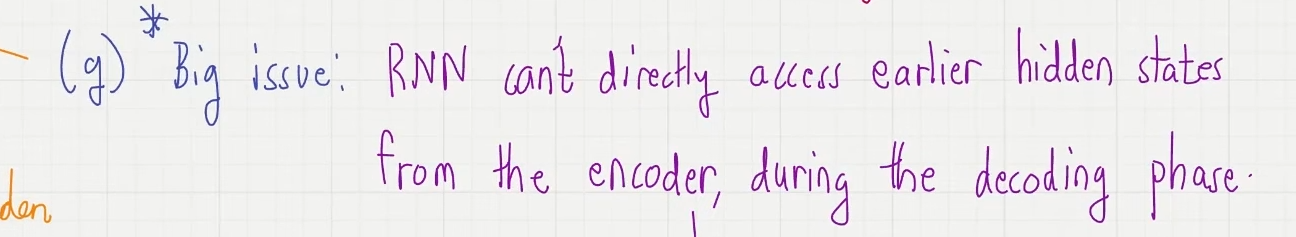 (g) * Big issue: RNN can't directly access earlier hidden states
from the encoder, during the decoding phase.
den